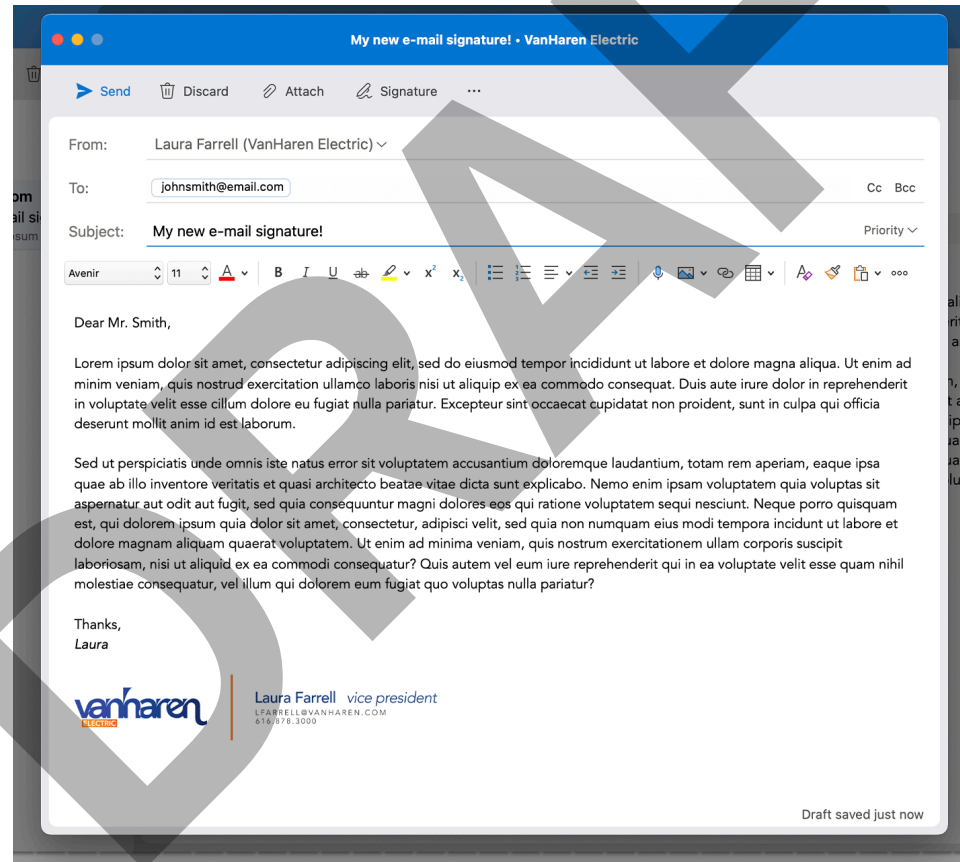 My new e-mail signature! • VanHaren Electric
Send Discard Attach Signature ...
From: Laura Farrell (VanHaren Electric)
To: johnsmith@email.com Cc Bcc
Subject: My new e-mail signature! Priority
Avenir 11 A B I U ab x² x₂
Dear Mr. Smith,
Lorem ipsum dolor sit amet, consectetur adipiscing elit, sed do eiusmod tempor incididunt ut labore et dolore magna aliqua. Ut enim ad
minim veniam, quis nostrud exercitation ullamco laboris nisi ut aliquip ex ea commodo consequat. Duis aute irure dolor in reprehenderit
in voluptate velit esse cillum dolore eu fugiat nulla pariatur. Excepteur sint occaecat cupidatat non proident, sunt in culpa qui officia
deserunt mollit anim id est laborum.
Sed ut perspiciatis unde omnis iste natus error sit voluptatem accusantium doloremque laudantium, totam rem aperiam, eaque ipsa
quae ab illo inventore veritatis et quasi architecto beatae vitae dicta sunt explicabo. Nemo enim ipsam voluptatem quia voluptas sit
aspernatur aut odit aut fugit, sed quia consequuntur magni dolores eos qui ratione voluptatem sequi nesciunt. Neque porro quisquam
est, qui dolorem ipsum quia dolor sit amet, consectetur, adipisci velit, sed quia non numquam eius modi tempora incidunt ut labore et
dolore magnam aliquam quaerat voluptatem. Ut enim ad minima veniam, quis nostrum exercitationem ullam corporis suscipit
laboriosam, nisi ut aliquid ex ea commodi consequatur? Quis autem vel eum iure reprehenderit qui in ea voluptate velit esse quam nihil
molestiae consequatur, vel illum qui dolorem eum fugiat quo voluptas nulla pariatur?
Thanks,
Laura
vanharen
ELECTRIC
Laura Farrell vice president
LFARRELL@VANHAREN.COM
616.878.3000
Draft saved just now
DRAF